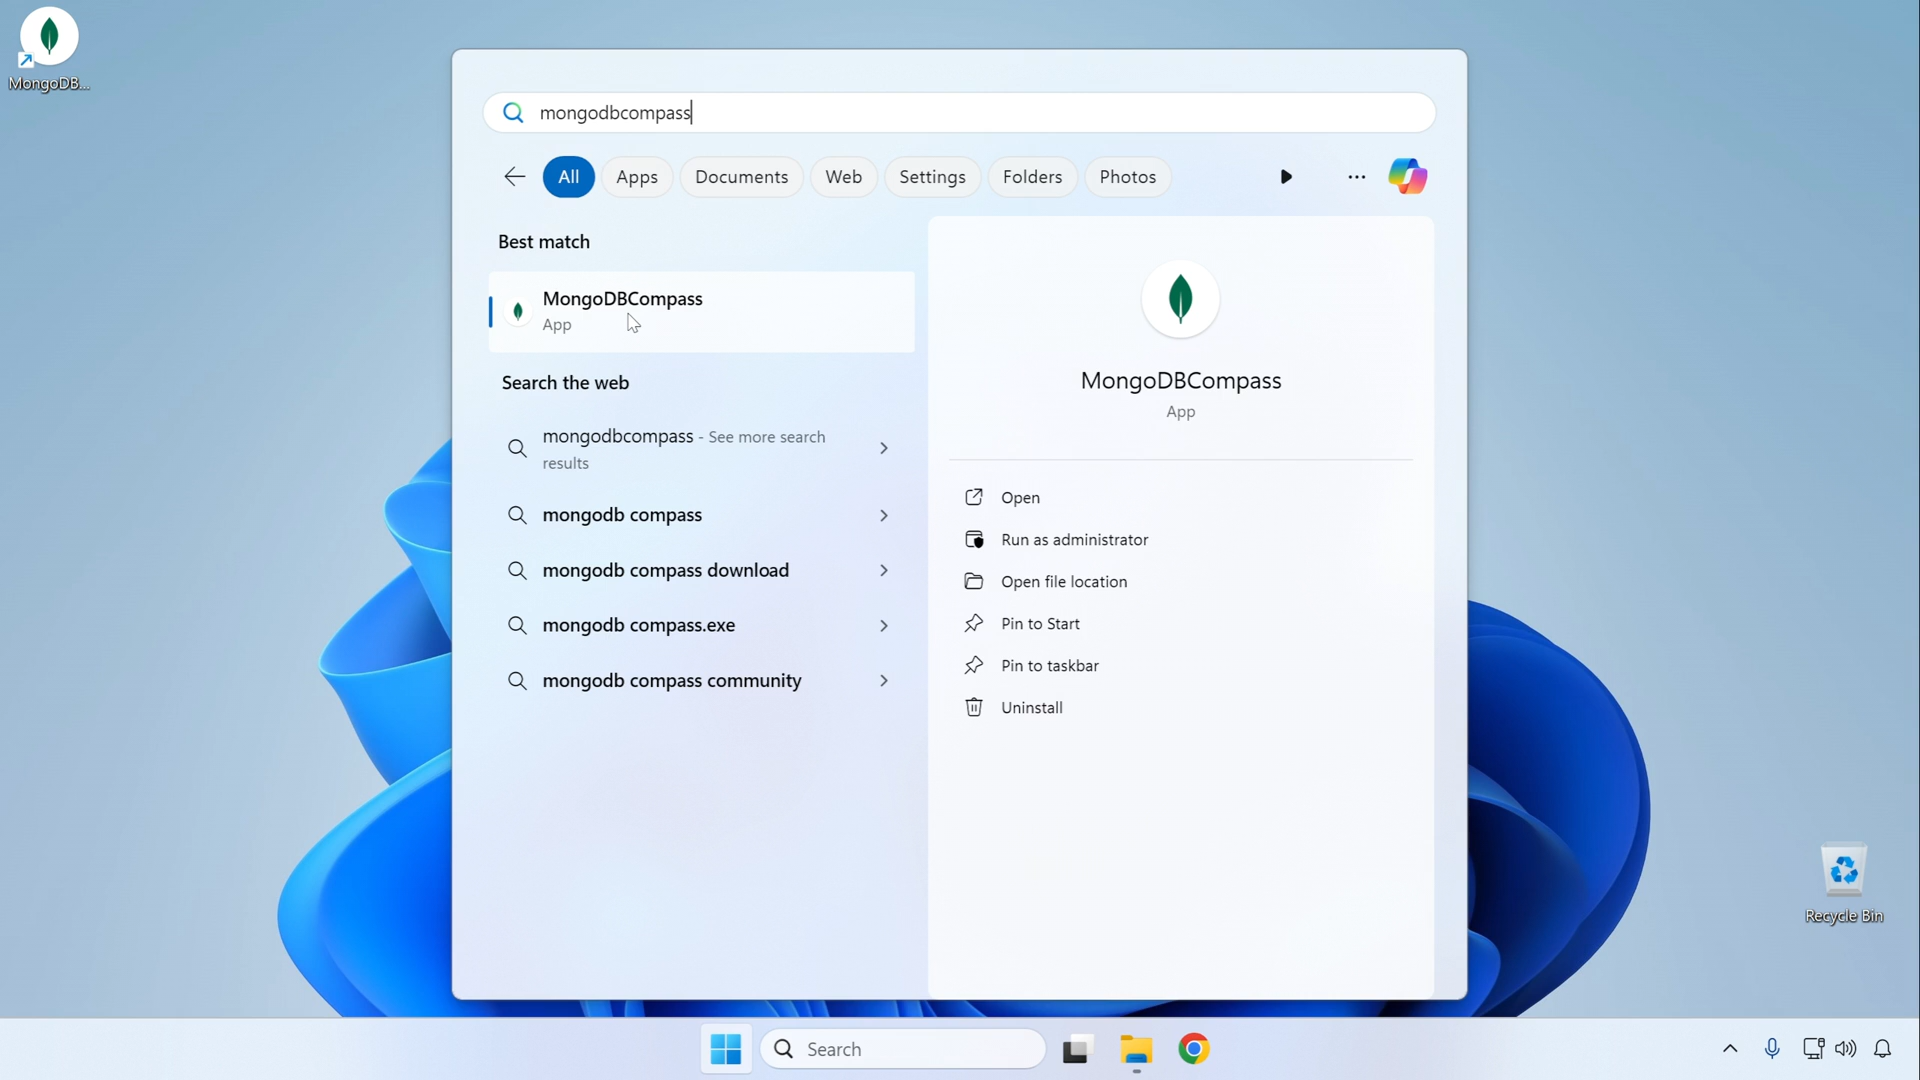 MongoDB...
mongodbcompass
All
Apps
Documents
Web
Settings
Folders
Photos
Best match
MongoDBCompass
App
Search the web
mongodbcompass - See more search
results
mongodb compass
mongodb compass download
mongodb compass.exe
mongodb compass community
MongoDBCompass
App
Open
Run as administrator
Open file location
Pin to Start
Pin to taskbar
Uninstall
Recycle Bin
Search